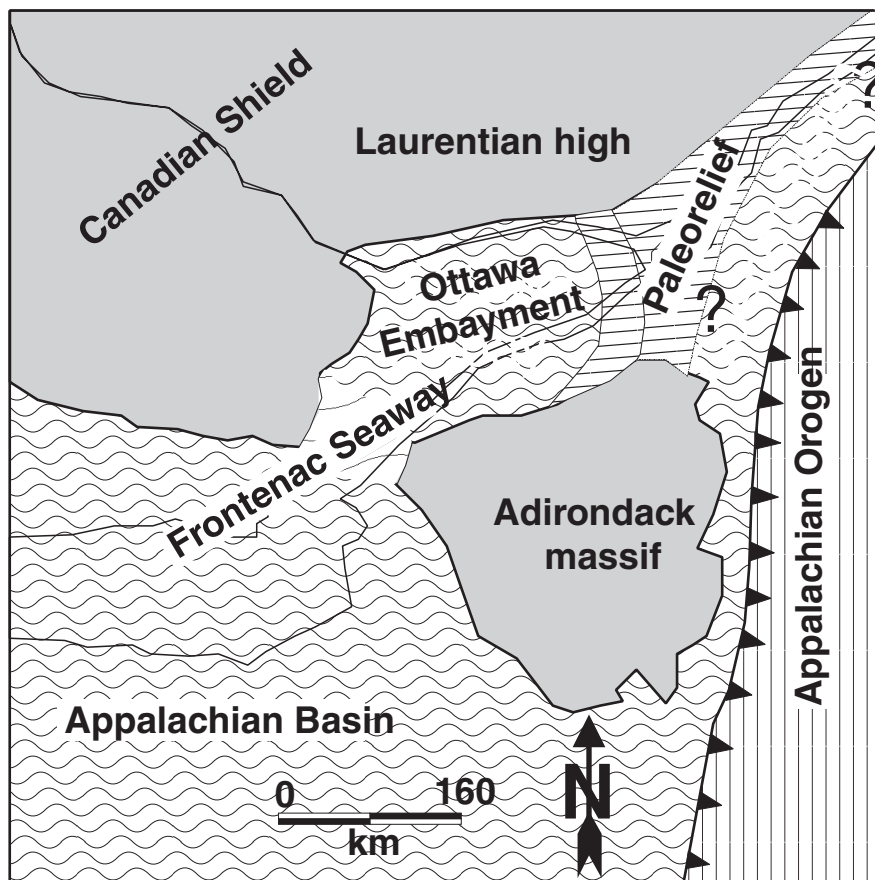 Canadian Shield
Laurentian high
?
Paleorelief
Ottawa
Embayment
?
Frontenac Seaway
Appalachian Orogen
Adirondack
massif
Appalachian Basin
0 160
km
N